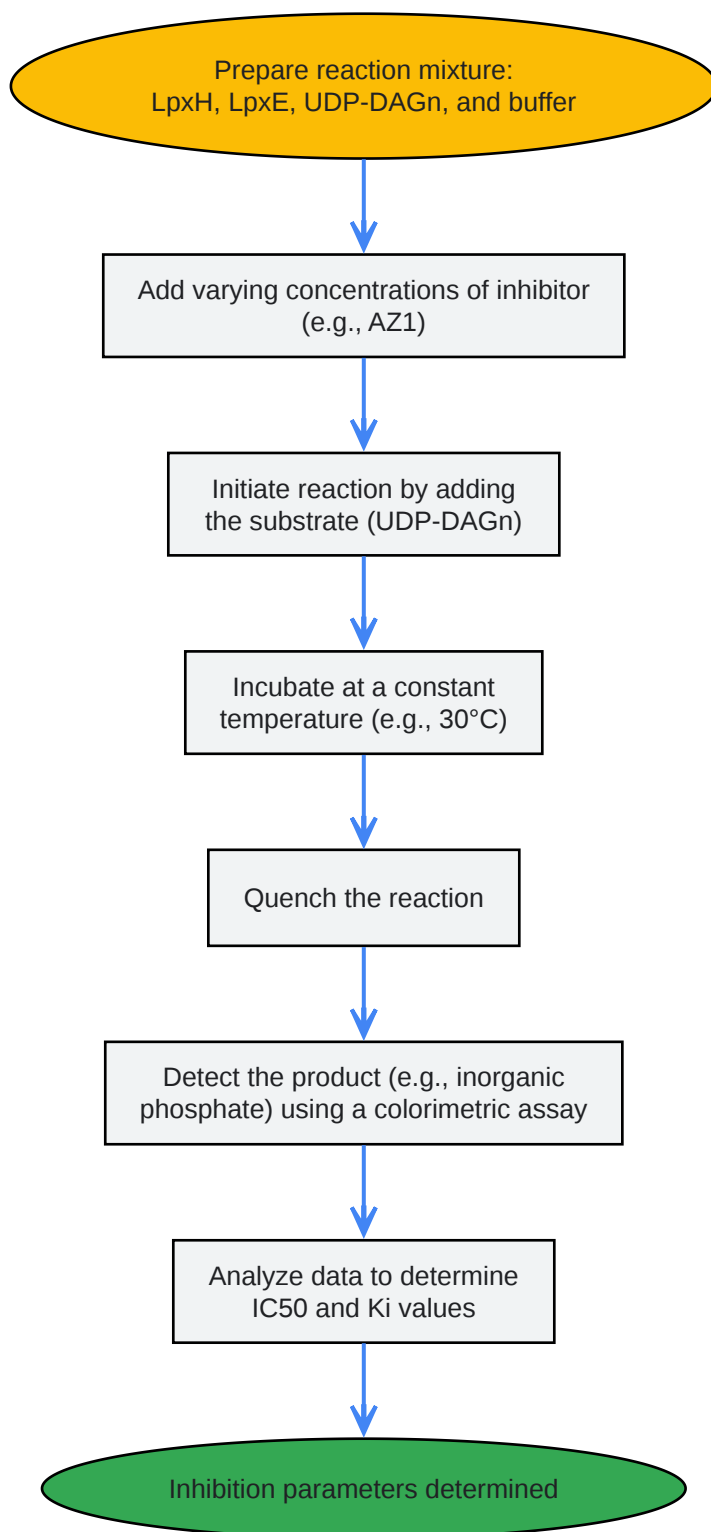 Prepare reaction mixture:
LpxH, LpxE, UDP-DAGn, and buffer
Add varying concentrations of inhibitor
(e.g., AZ1)
Initiate reaction by adding
the substrate (UDP-DAGn)
Incubate at a constant
temperature (e.g., 30°C)
Quench the reaction
Detect the product (e.g., inorganic
phosphate) using a colorimetric assay
Analyze data to determine
IC50 and Ki values
Inhibition parameters determined